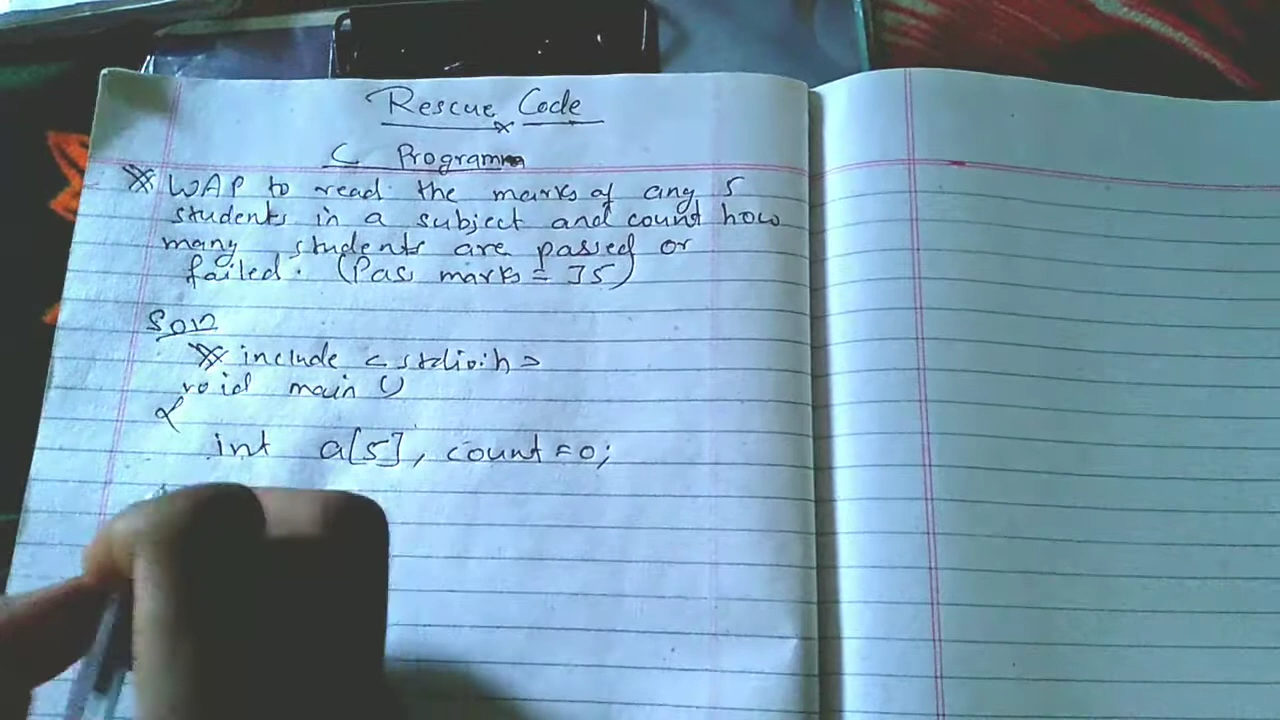 Rescue Code
C Program
* WAP to read the marks of any 5
students in a subject and count how
many students are passed or
failed. (Pas marks = 35)
Soln
# include <stdio.h>
void main ()
{
int a[5], count=0;